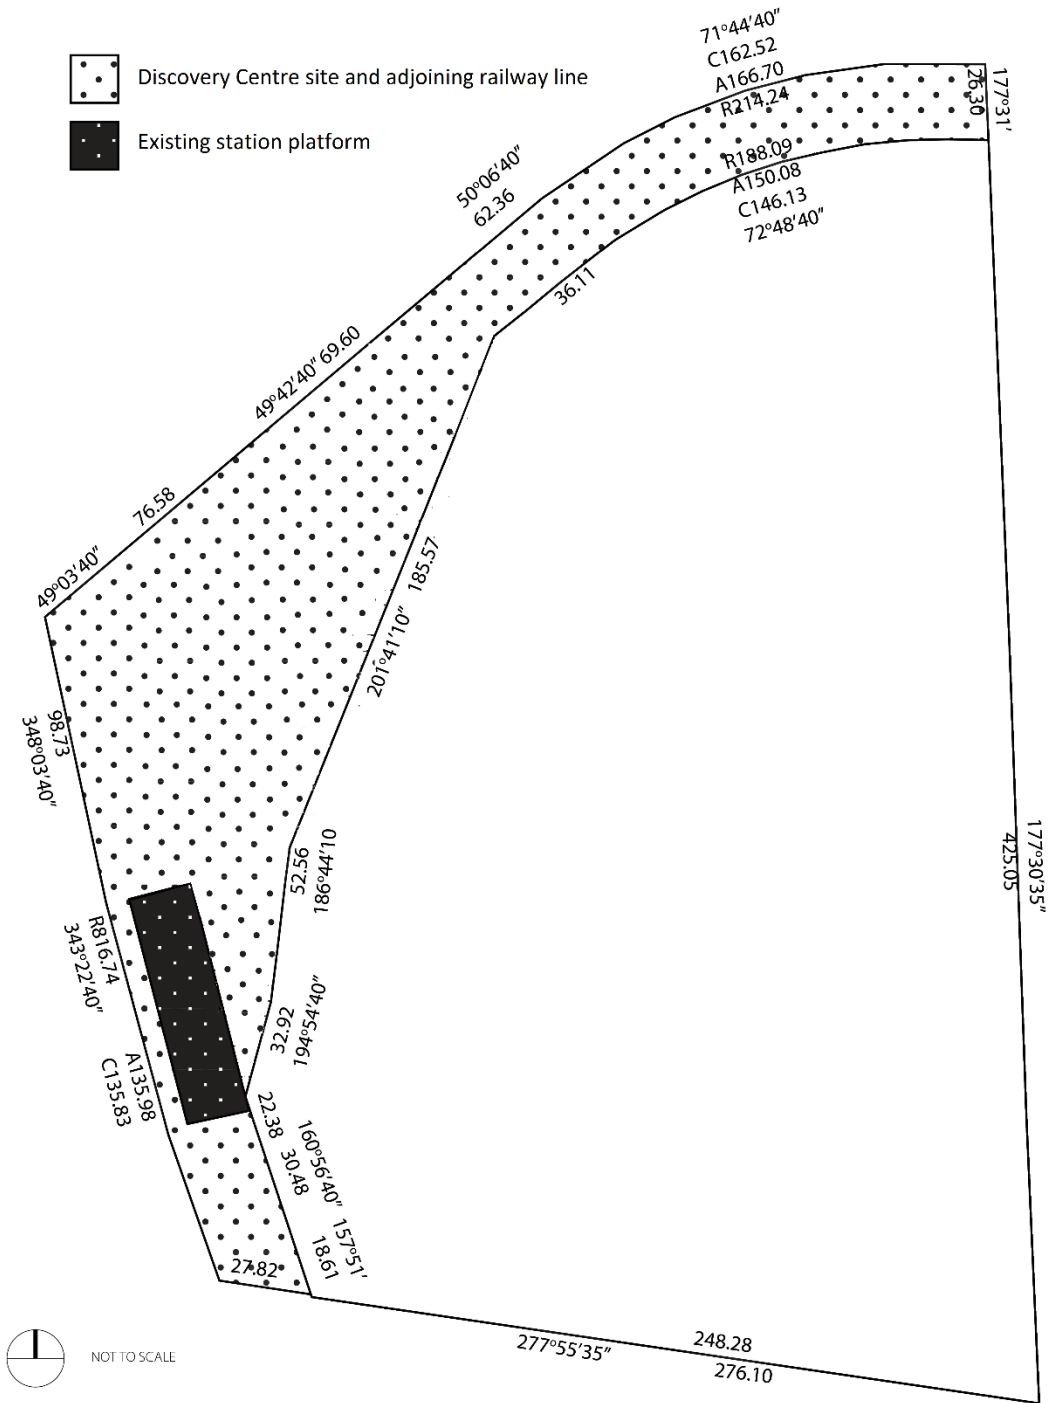 Discovery Centre site and adjoining railway line
Existing station platform
71°44′40″
C162.52
A166.70
R214.24
26.30
177°31′
R188.09
A150.08
C146.13
72°48′40″
50°06′40″
62.36
36.11
49°42′40″ 69.60
76.58
49°03′40″
185.57
201°41′10″
98.73
348°03′40″
52.56
186°44′10
177°30′35″
425.05
R816.74
343°22′40″
32.92
194°54′40″
A135.98
C135.83
22.38
160°56′40″
30.48
157°51′
18.61
27.82
277°55′35″
248.28
276.10
NOT TO SCALE